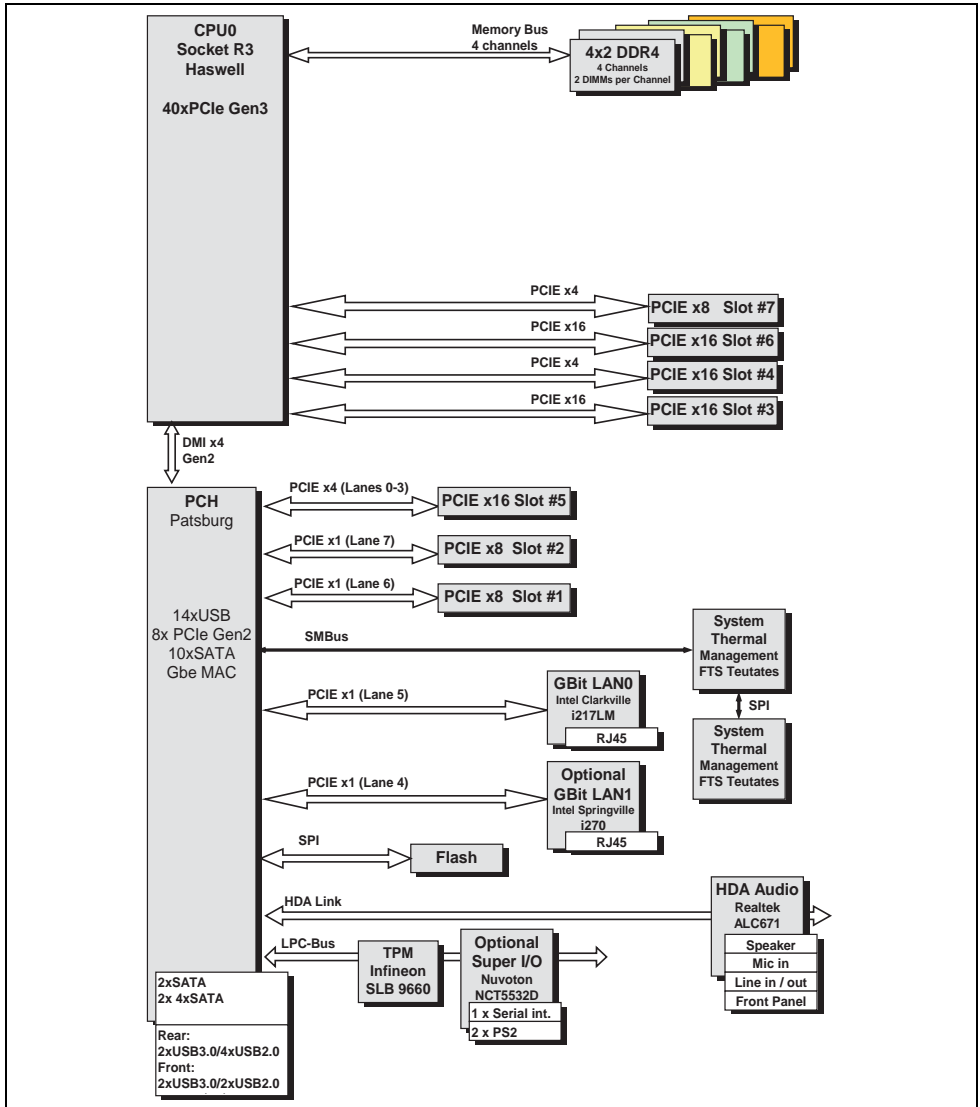 CPU0
Socket R3
Haswell
40xPCIe Gen3
Memory Bus
4 channels
4x2 DDR4
4 Channels
2 DIMMs per Channel
PCIE x4
PCIE x8 Slot #7
PCIE x16
PCIE x16 Slot #6
PCIE x4
PCIE x16 Slot #4
PCIE x16
PCIE x16 Slot #3
DMI x4
Gen2
PCH
Patsburg
14xUSB
8x PCIe Gen2
10xSATA
Gbe MAC
PCIE x4 (Lanes 0-3)
PCIE x16 Slot #5
PCIE x1 (Lane 7)
PCIE x8 Slot #2
PCIE x1 (Lane 6)
PCIE x8 Slot #1
SMBus
System
Thermal
Management
FTS Teutates
SPI
System
Thermal
Management
FTS Teutates
PCIE x1 (Lane 5)
GBit LAN0
Intel Clarkville
i217LM
RJ45
PCIE x1 (Lane 4)
Optional
GBit LAN1
Intel Springville
i270
RJ45
SPI
Flash
HDA Link
HDA Audio
Realtek
ALC671
Speaker
Mic in
Line in / out
Front Panel
LPC-Bus
TPM
Infineon
SLB 9660
Optional
Super I/O
Nuvoton
NCT5532D
1 x Serial int.
2 x PS2
2xSATA
2x 4xSATA
Rear:
2xUSB3.0/4xUSB2.0
Front:
2xUSB3.0/2xUSB2.0